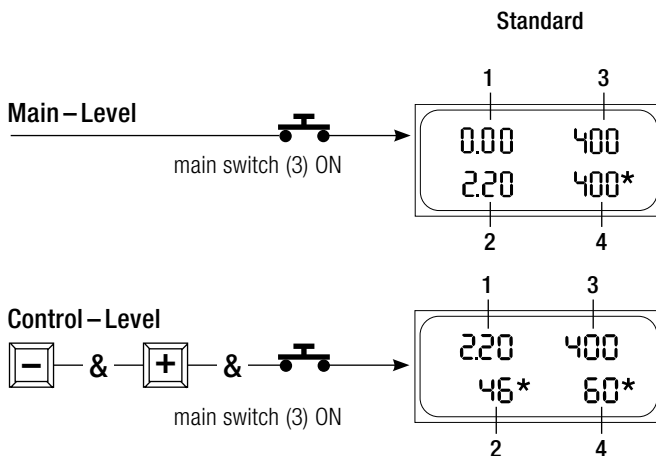 Standard
1 3
Main – Level
0.00 400
main switch (3) ON
2.20 400*
2 4
1 3
Control – Level
2.20 400
− & + &
46* 60*
main switch (3) ON
2 4